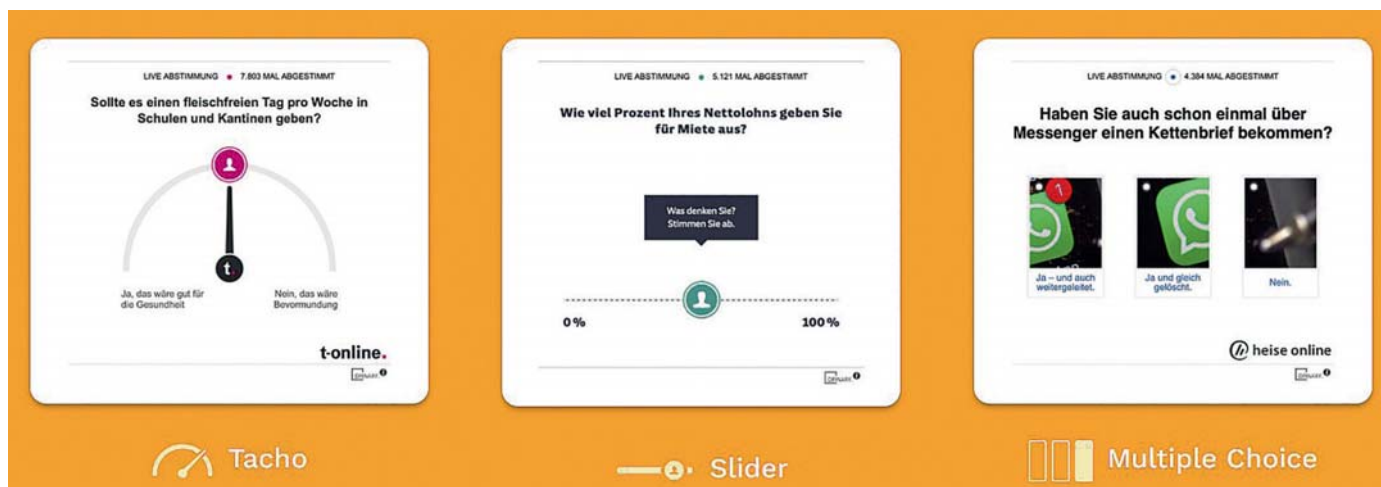 LIVE ABSTIMMUNG ● 7.803 MAL ABGESTIMMT
Sollte es einen fleischfreien Tag pro Woche in
Schulen und Kantinen geben?
t.
Ja, das wäre gut für
die Gesundheit
Nein, das wäre
Bevormundung
t-online.
Tacho
LIVE ABSTIMMUNG ● 5.121 MAL ABGESTIMMT
Wie viel Prozent Ihres Nettolohns geben Sie
für Miete aus?
Was denken Sie?
Stimmen Sie ab.
0 %
100 %
Slider
LIVE ABSTIMMUNG ● 4.384 MAL ABGESTIMMT
Haben Sie auch schon einmal über
Messenger einen Kettenbrief bekommen?
1
Ja – und auch
weitergeleitet.
Ja und gleich
gelöscht.
Nein.
h heise online
Multiple Choice